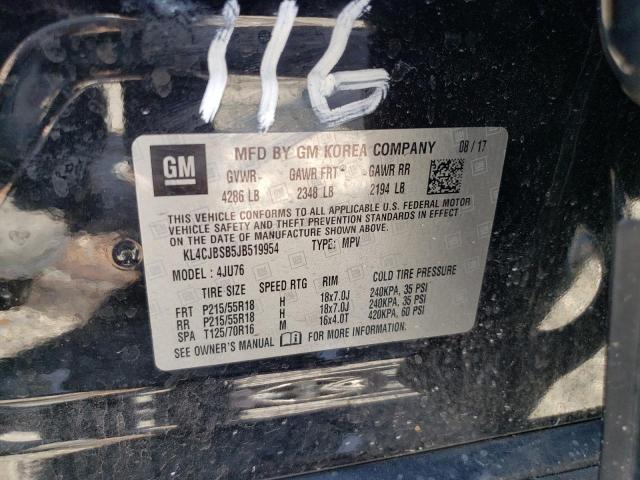 116
GM
MFD BY GM KOREA COMPANY 08/17
GVWR- GAWR FRT - GAWR RR
4286 LB 2348 LB 2194 LB
THIS VEHICLE CONFORMS TO ALL APPLICABLE U.S. FEDERAL MOTOR
VEHICLE SAFETY AND THEFT PREVENTION STANDARDS IN EFFECT
ON THE DATE OF MANUFACTURE SHOWN ABOVE.
KL4CJBSB5JB519954 TYPE: MPV
MODEL : 4JU76
TIRE SIZE SPEED RTG RIM COLD TIRE PRESSURE
FRT P215/55R18 H 18x7.0J 240KPA, 35 PSI
RR P215/55R18 H 18x7.0J 240KPA, 35 PSI
SPA T125/70R16 M 16x4.0T 420KPA, 60 PSI
SEE OWNER'S MANUAL FOR MORE INFORMATION.